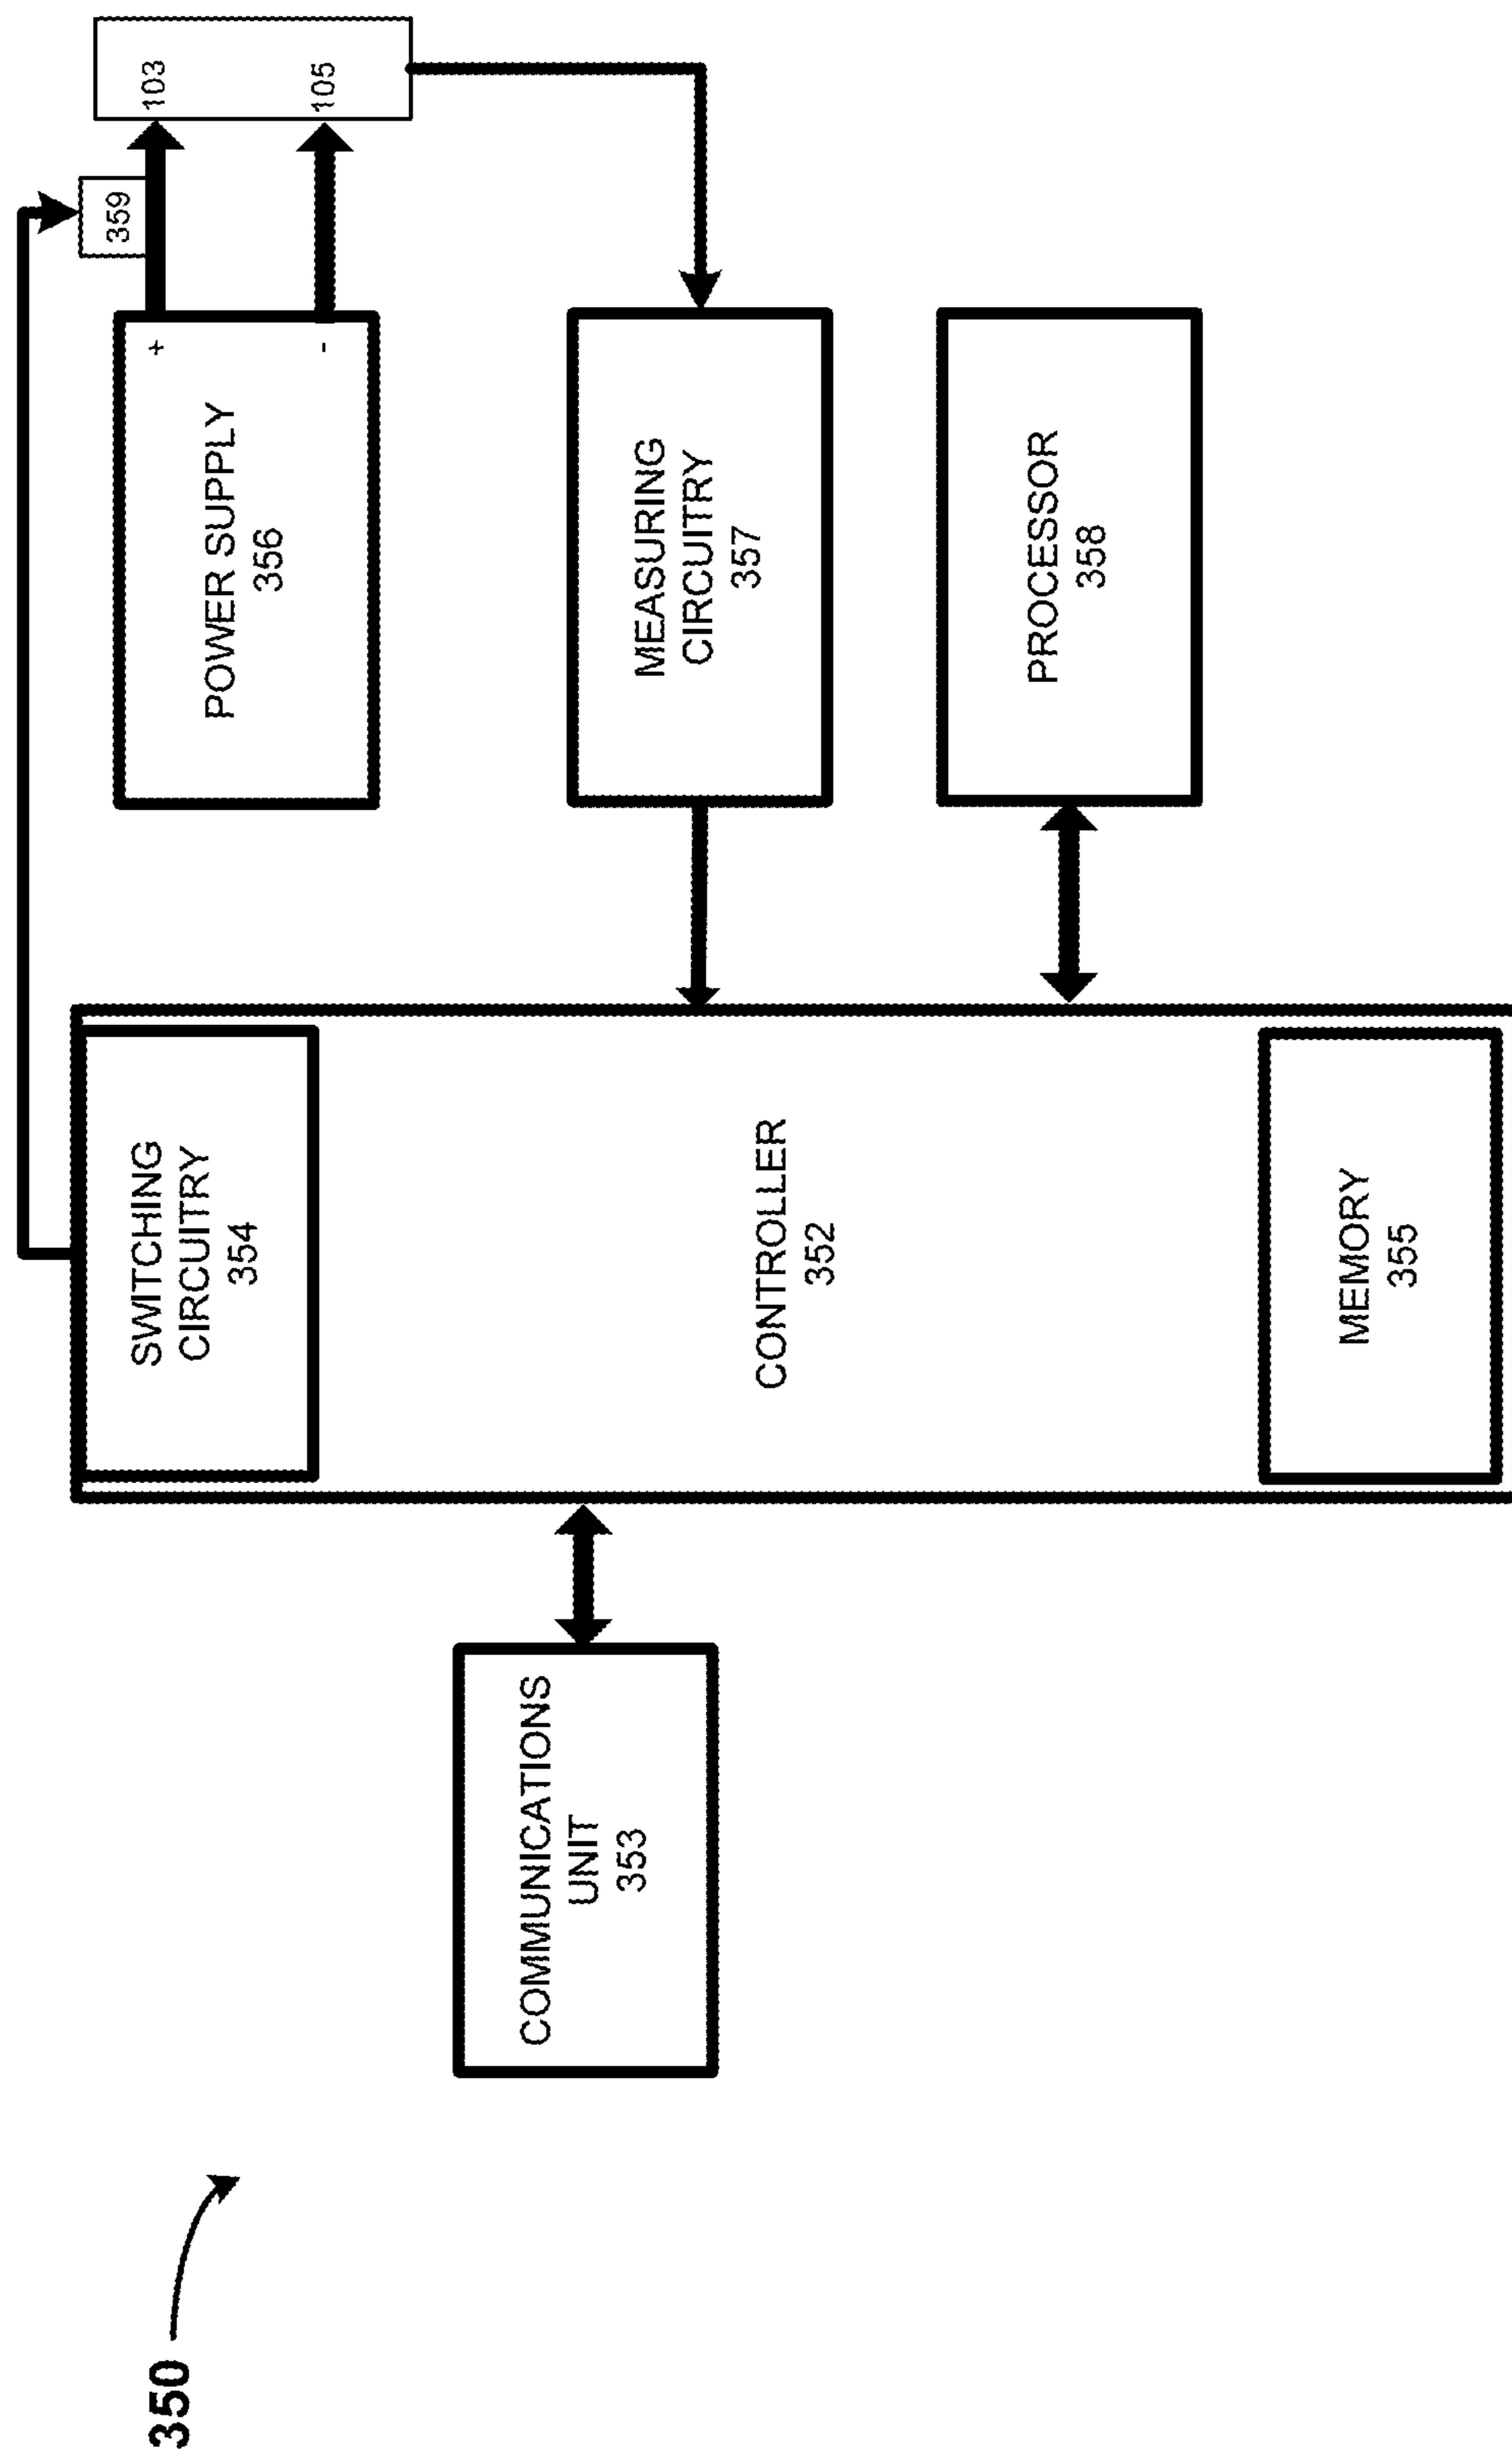 350
COMMUNICATIONS
UNIT
353
SWITCHING
CIRCUITRY
354
CONTROLLER
352
MEMORY
355
POWER SUPPLY
356
+
-
359
103
105
MEASURING
CIRCUITRY
357
PROCESSOR
358